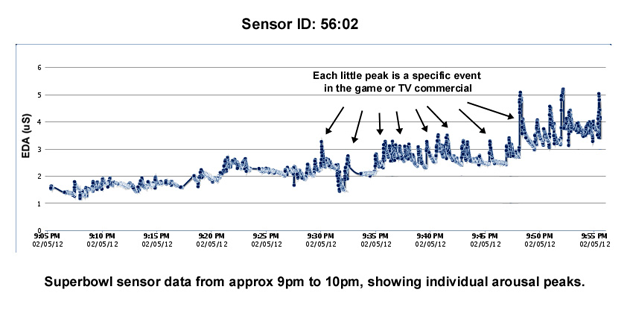 Sensor ID: 56:02
Each little peak is a specific event
in the game or TV commercial
EDA (uS)
6
5
4
3
2
1
0
9:05 PM 9:10 PM 9:15 PM 9:20 PM 9:25 PM 9:30 PM 9:35 PM 9:40 PM 9:45 PM 9:50 PM 9:55 PM
02/05/12 02/05/12 02/05/12 02/05/12 02/05/12 02/05/12 02/05/12 02/05/12 02/05/12 02/05/12 02/05/12
Superbowl sensor data from approx 9pm to 10pm, showing individual arousal peaks.